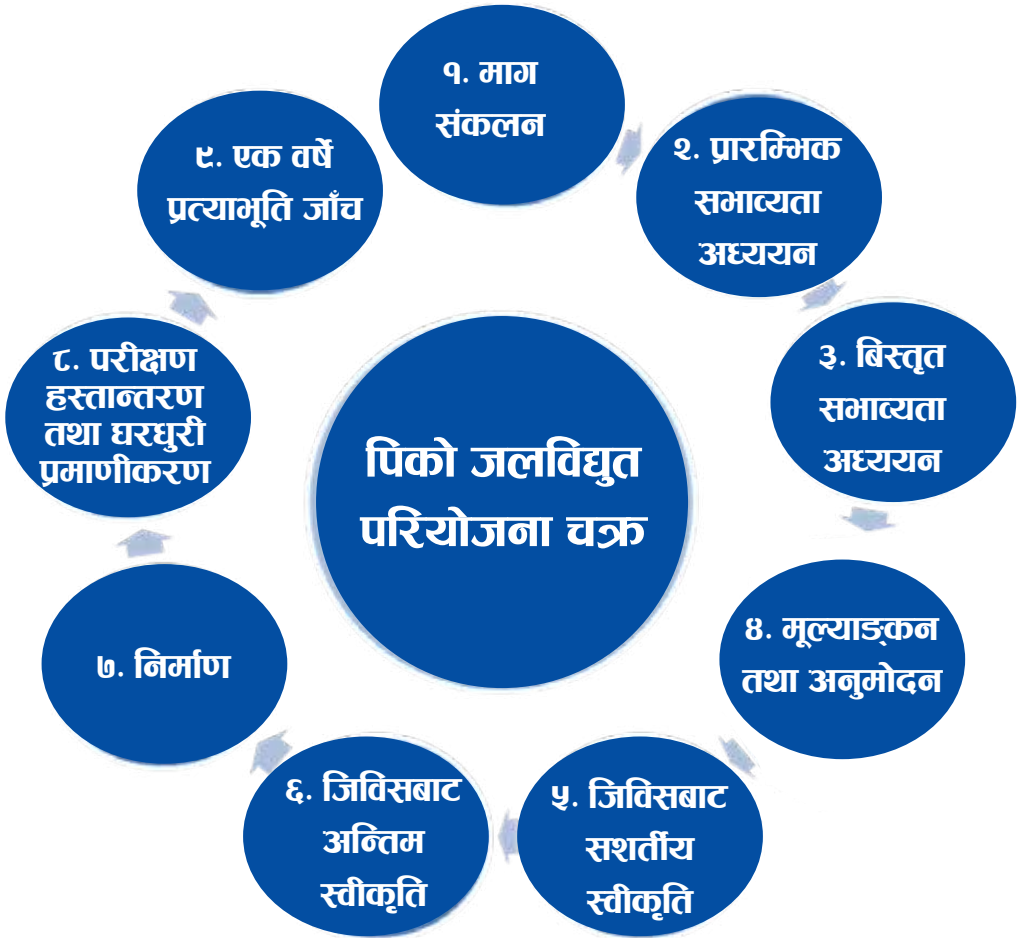 १. माग
संकलन
२. प्रारम्भिक
सभाव्यता
अध्ययन
३. बिस्तृत
सभाव्यता
अध्ययन
४. मूल्याङ्कन
तथा अनुमोदन
५. जिविसबाट
सशर्तीय
स्वीकृति
६. जिविसबाट
अन्तिम
स्वीकृति
७. निर्माण
८. परीक्षण
हस्तान्तरण
तथा घरधुरी
प्रमाणीकरण
९. एक वर्षे
प्रत्याभूति जाँच
पिको जलविद्युत
परियोजना चक्र